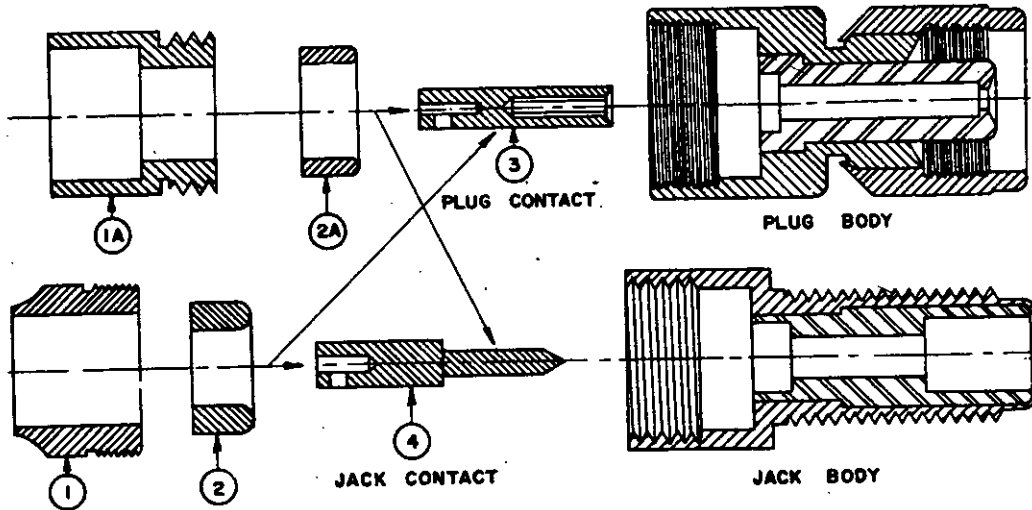 1A
2A
3
PLUG CONTACT
PLUG BODY
1
2
4
JACK CONTACT
JACK BODY